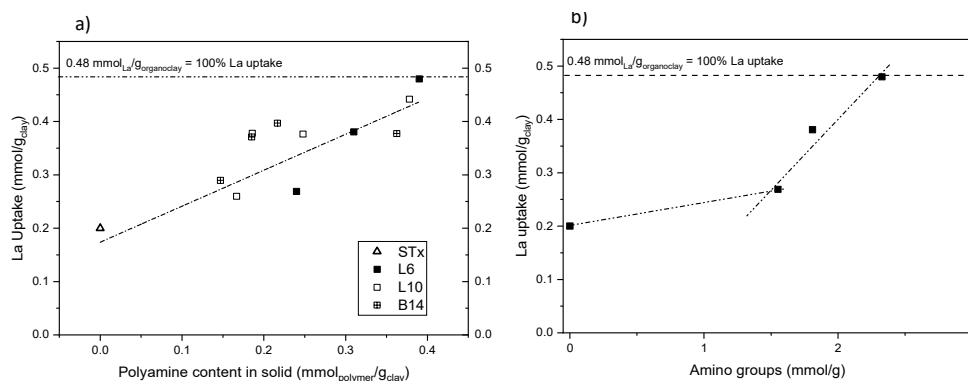 a)
0.48 mmolLa/gorganoclay = 100% La uptake
0.5
0.4
0.3
0.2
0.1
0.0
La Uptake (mmol/gclay)
0.5
0.4
0.3
0.2
0.1
0.0
STx
L6
L10
B14
0.0 0.1 0.2 0.3 0.4
Polyamine content in solid (mmolpolymer/gclay)
b)
0.48 mmolLa/gorganoclay = 100% La uptake
0.5
0.4
0.3
0.2
0.1
0.0
La uptake (mmol/gclay)
0 1 2
Amino groups (mmol/g)